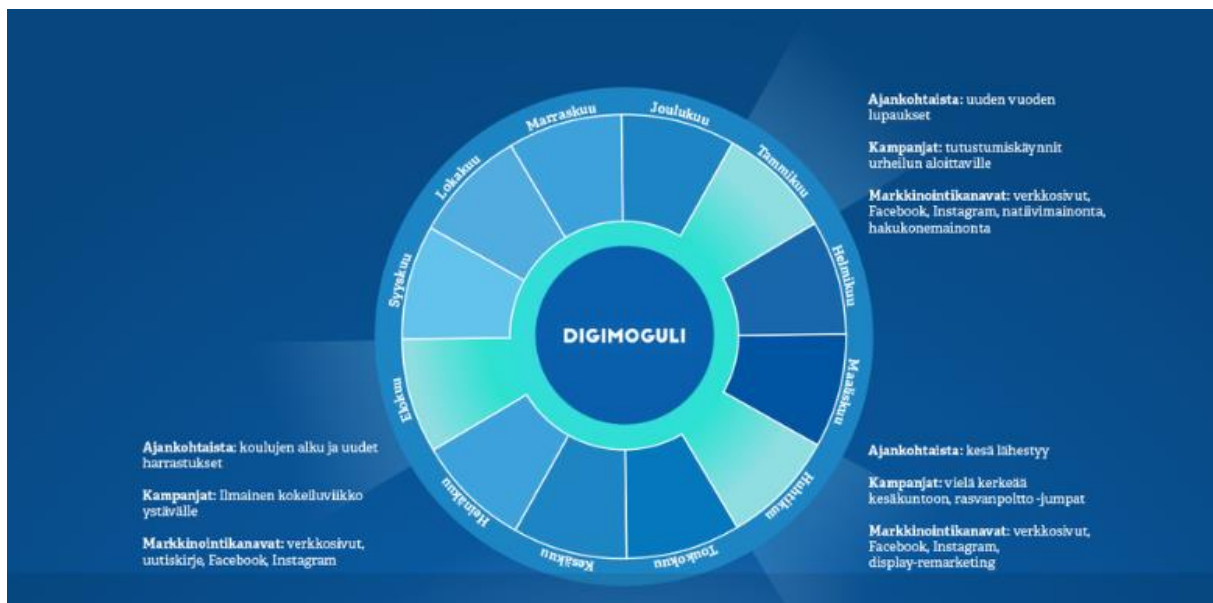 Marraskuu
Joulukuu
Tammikuu
Helmikuu
Maaliskuu
Huhtikuu
Toukokuu
Kesäkuu
Heinäkuu
Elokuu
Syyskuu
Lokakuu
DIGIMOGULI
Ajankohtaista: uuden vuoden
lupaukset
Kampanjat: tutustumiskäynnit
urheilun aloittaville
Markkinointikanavat: verkkosivut,
Facebook, Instagram, natiivimainonta,
hakukonemainonta
Ajankohtaista: kesä lähestyy
Kampanjat: vielä kerkeää
kesäkuntoon, rasvanpoltto -jumpat
Markkinointikanavat: verkkosivut,
Facebook, Instagram,
display-remarketing
Ajankohtaista: koulujen alku ja uudet
harrastukset
Kampanjat: Ilmainen kokeiluviikko
ystävälle
Markkinointikanavat: verkkosivut,
uutiskirje, Facebook, Instagram